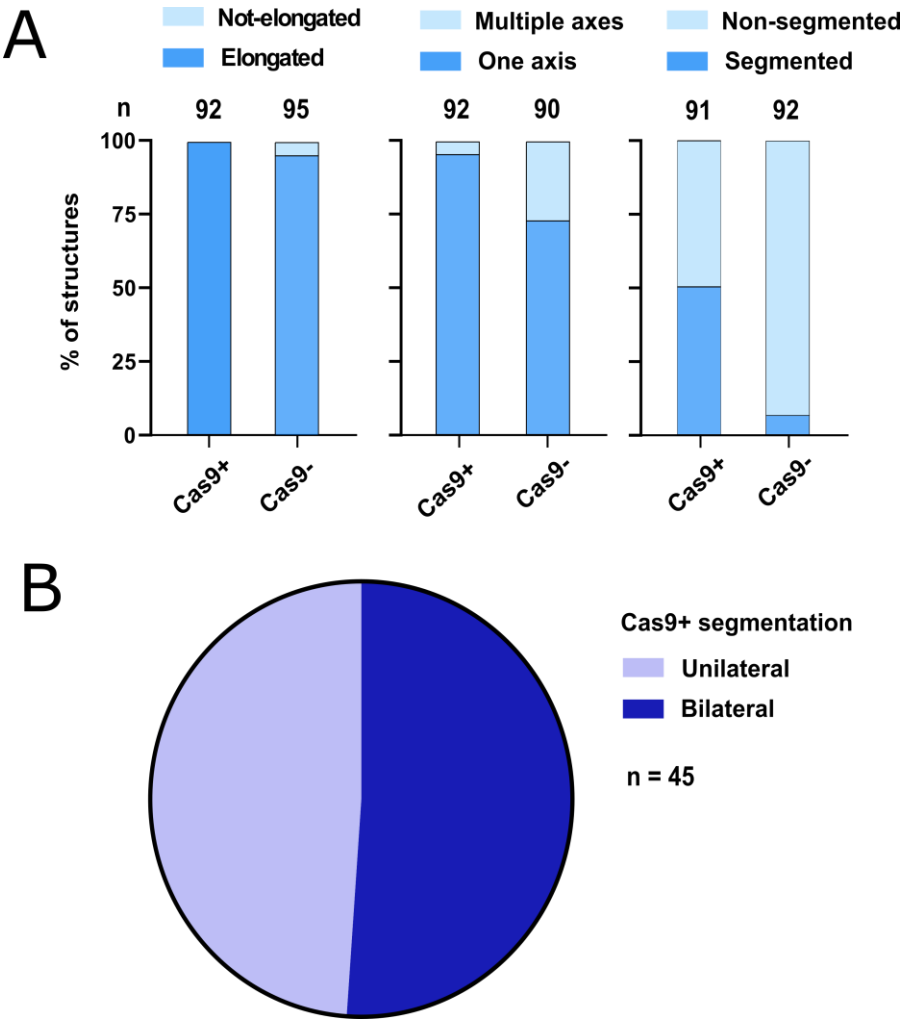 A
Not-elongated
Elongated
Multiple axes
One axis
Non-segmented
Segmented
n 92 95 92 90 91 92
100
75
50
25
0
% of structures
Cas9+ Cas9- Cas9+ Cas9- Cas9+ Cas9-
B
Cas9+ segmentation
Unilateral
Bilateral
n = 45